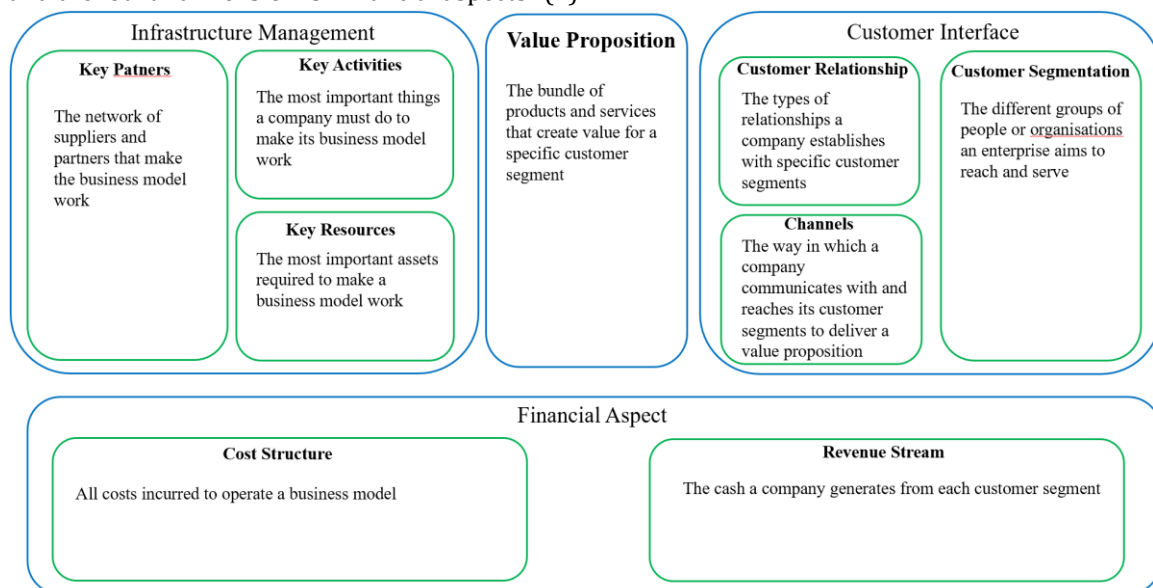 Infrastructure Management
Key Patners
The network of
suppliers and
partners that make
the business model
work
Key Activities
The most important things
a company must do to
make its business model
work
Key Resources
The most important assets
required to make a
business model work
Value Proposition
The bundle of
products and services
that create value for a
specific customer
segment
Customer Interface
Customer Relationship
The types of
relationships a
company establishes
with specific customer
segments
Channels
The way in which a
company
communicates with and
reaches its customer
segments to deliver a
value proposition
Customer Segmentation
The different groups of
people or organisations
an enterprise aims to
reach and serve
Financial Aspect
Cost Structure
All costs incurred to operate a business model
Revenue Stream
The cash a company generates from each customer segment